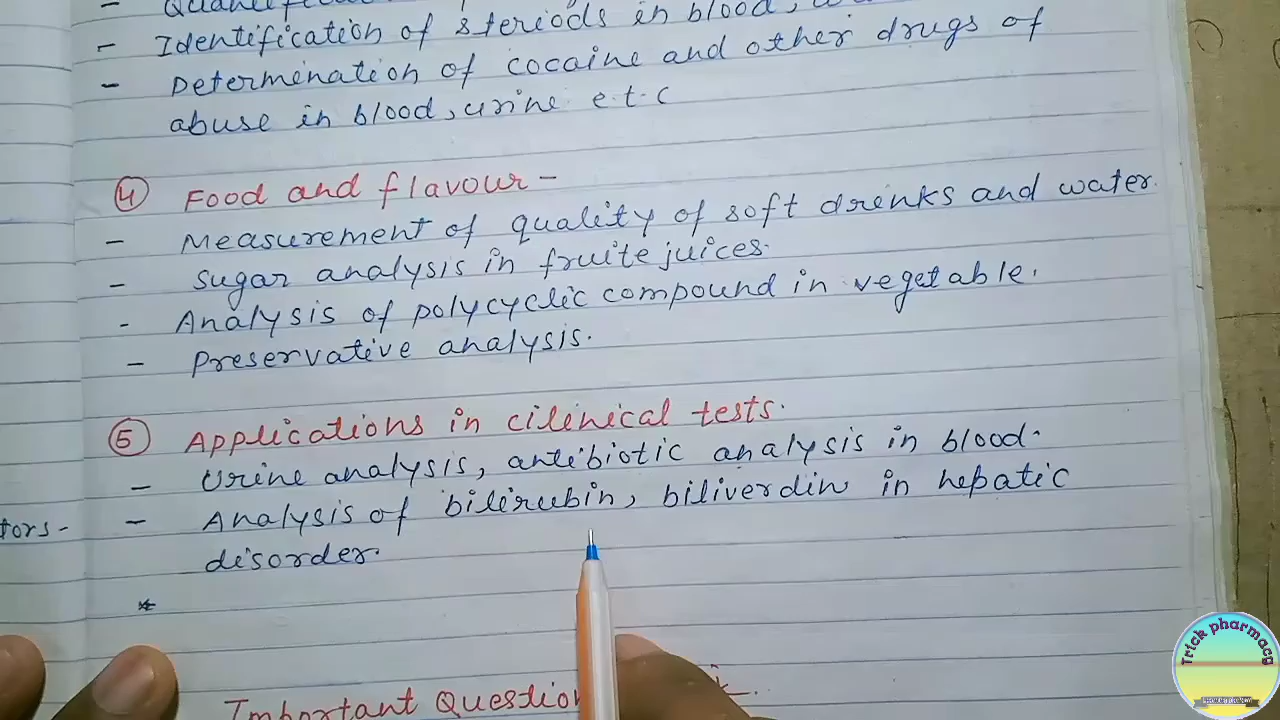 - Identification of steriods in blood,
- Determination of cocaine and other drugs of
abuse in blood, urine e.t.c
④ Food and flavour -
- Measurement of quality of soft drinks and water.
- Sugar analysis in fruite juices.
- Analysis of polycyclic compound in vegetable.
- Preservative analysis.
⑤ Applications in cilinical tests.
- Urine analysis, antibiotic analysis in blood.
- Analysis of bilirubin, biliverdin in hepatic
disorder.
tors -
Important Question
Trick pharmacy